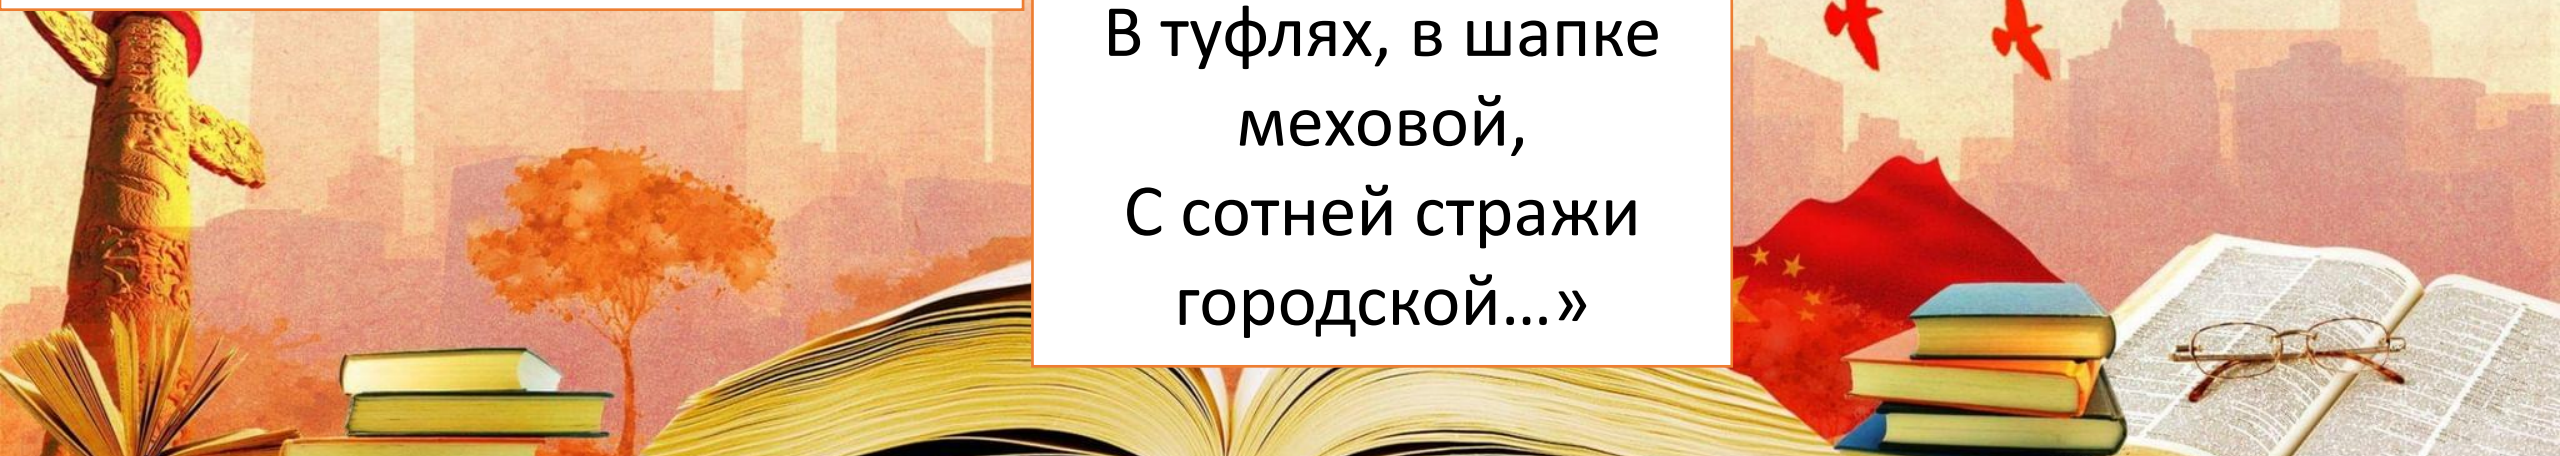 В туфлях, в шапке
меховой,
С сотней стражи
городской…»